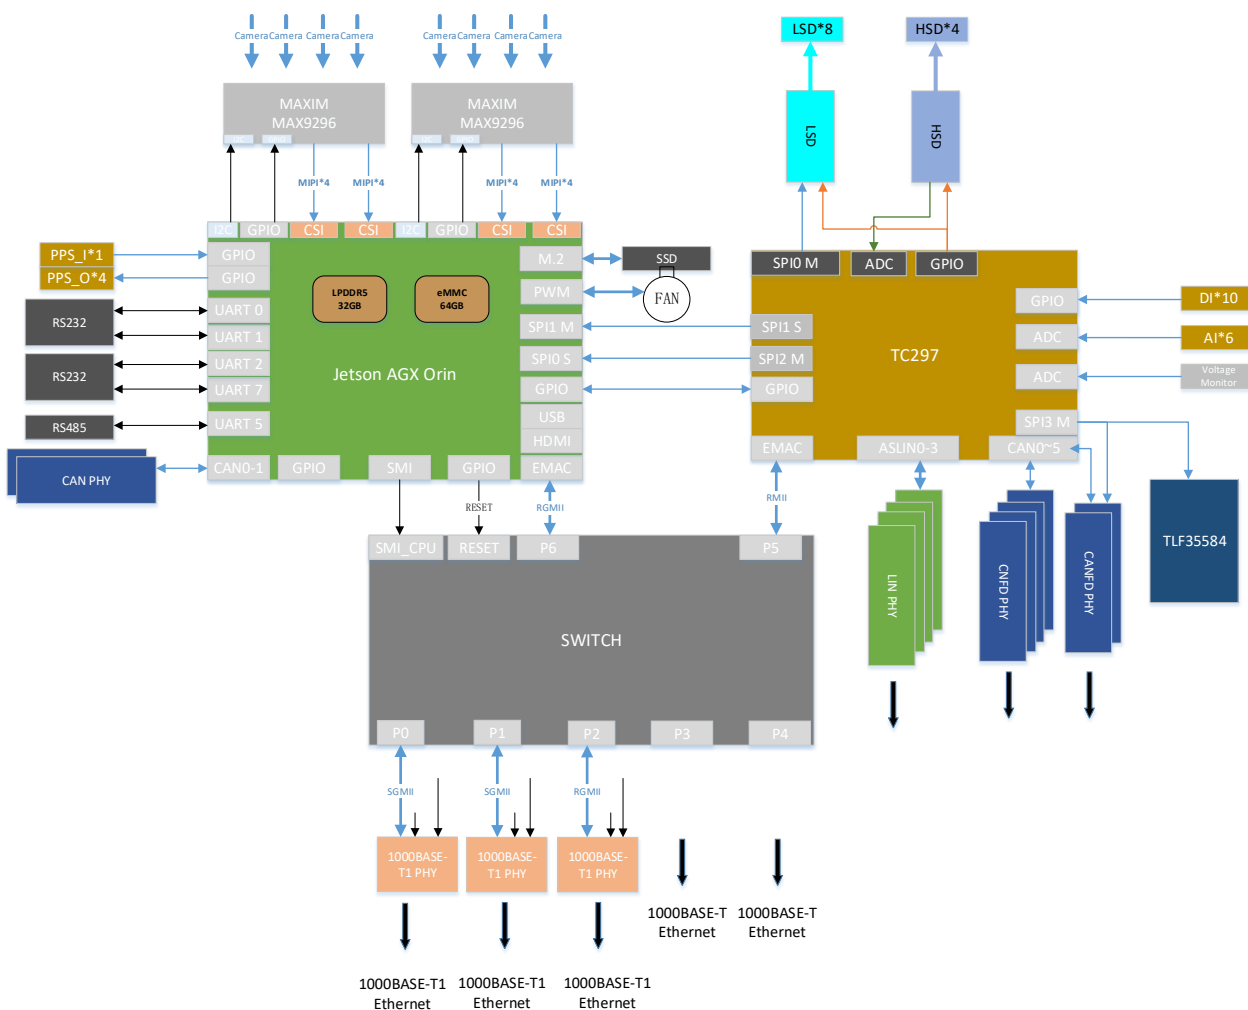 Camera Camera Camera Camera
Camera Camera Camera Camera
LSD*8
HSD*4
MAXIM
MAX9296
I2C
GPIO
MAXIM
MAX9296
I2C
GPIO
LSD
HSD
MIPI*4
MIPI*4
MIPI*4
MIPI*4
I2C
GPIO
CSI
CSI
I2C
GPIO
CSI
CSI
PPS_I*1
PPS_O*4
RS232
RS232
RS485
CAN PHY
GPIO
GPIO
UART 0
UART 1
UART 2
UART 7
UART 5
CAN0-1
GPIO
SMI
GPIO
EMAC
LPDDR5
32GB
eMMC
64GB
Jetson AGX Orin
M.2
PWM
SPI1 M
SPI0 S
GPIO
USB
HDMI
SSD
FAN
SPI0 M
ADC
GPIO
SPI1 S
SPI2 M
GPIO
EMAC
TC297
GPIO
ADC
ADC
SPI3 M
ASLIN0-3
CAN0~5
DI*10
AI*6
Voltage
Monitor
RESET
RGMII
RMII
LIN PHY
CNFD PHY
CANFD PHY
TLF35584
SMI_CPU
RESET
P6
P5
SWITCH
P0
P1
P2
P3
P4
SGMII
SGMII
RGMII
1000BASE-
T1 PHY
1000BASE-
T1 PHY
1000BASE-
T1 PHY
1000BASE-T
Ethernet
1000BASE-T
Ethernet
1000BASE-T1
Ethernet
1000BASE-T1
Ethernet
1000BASE-T1
Ethernet